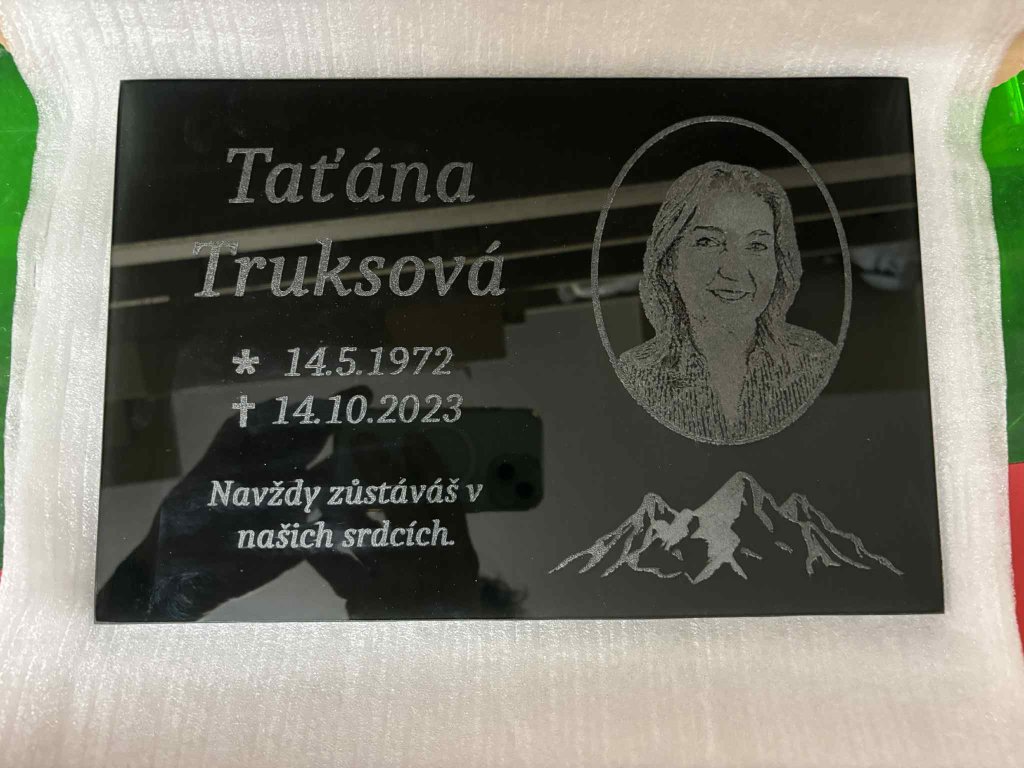 Taťána
Truksová
* 14.5.1972
✝ 14.10.2023
Navždy zůstáváš v
našich srdcích.